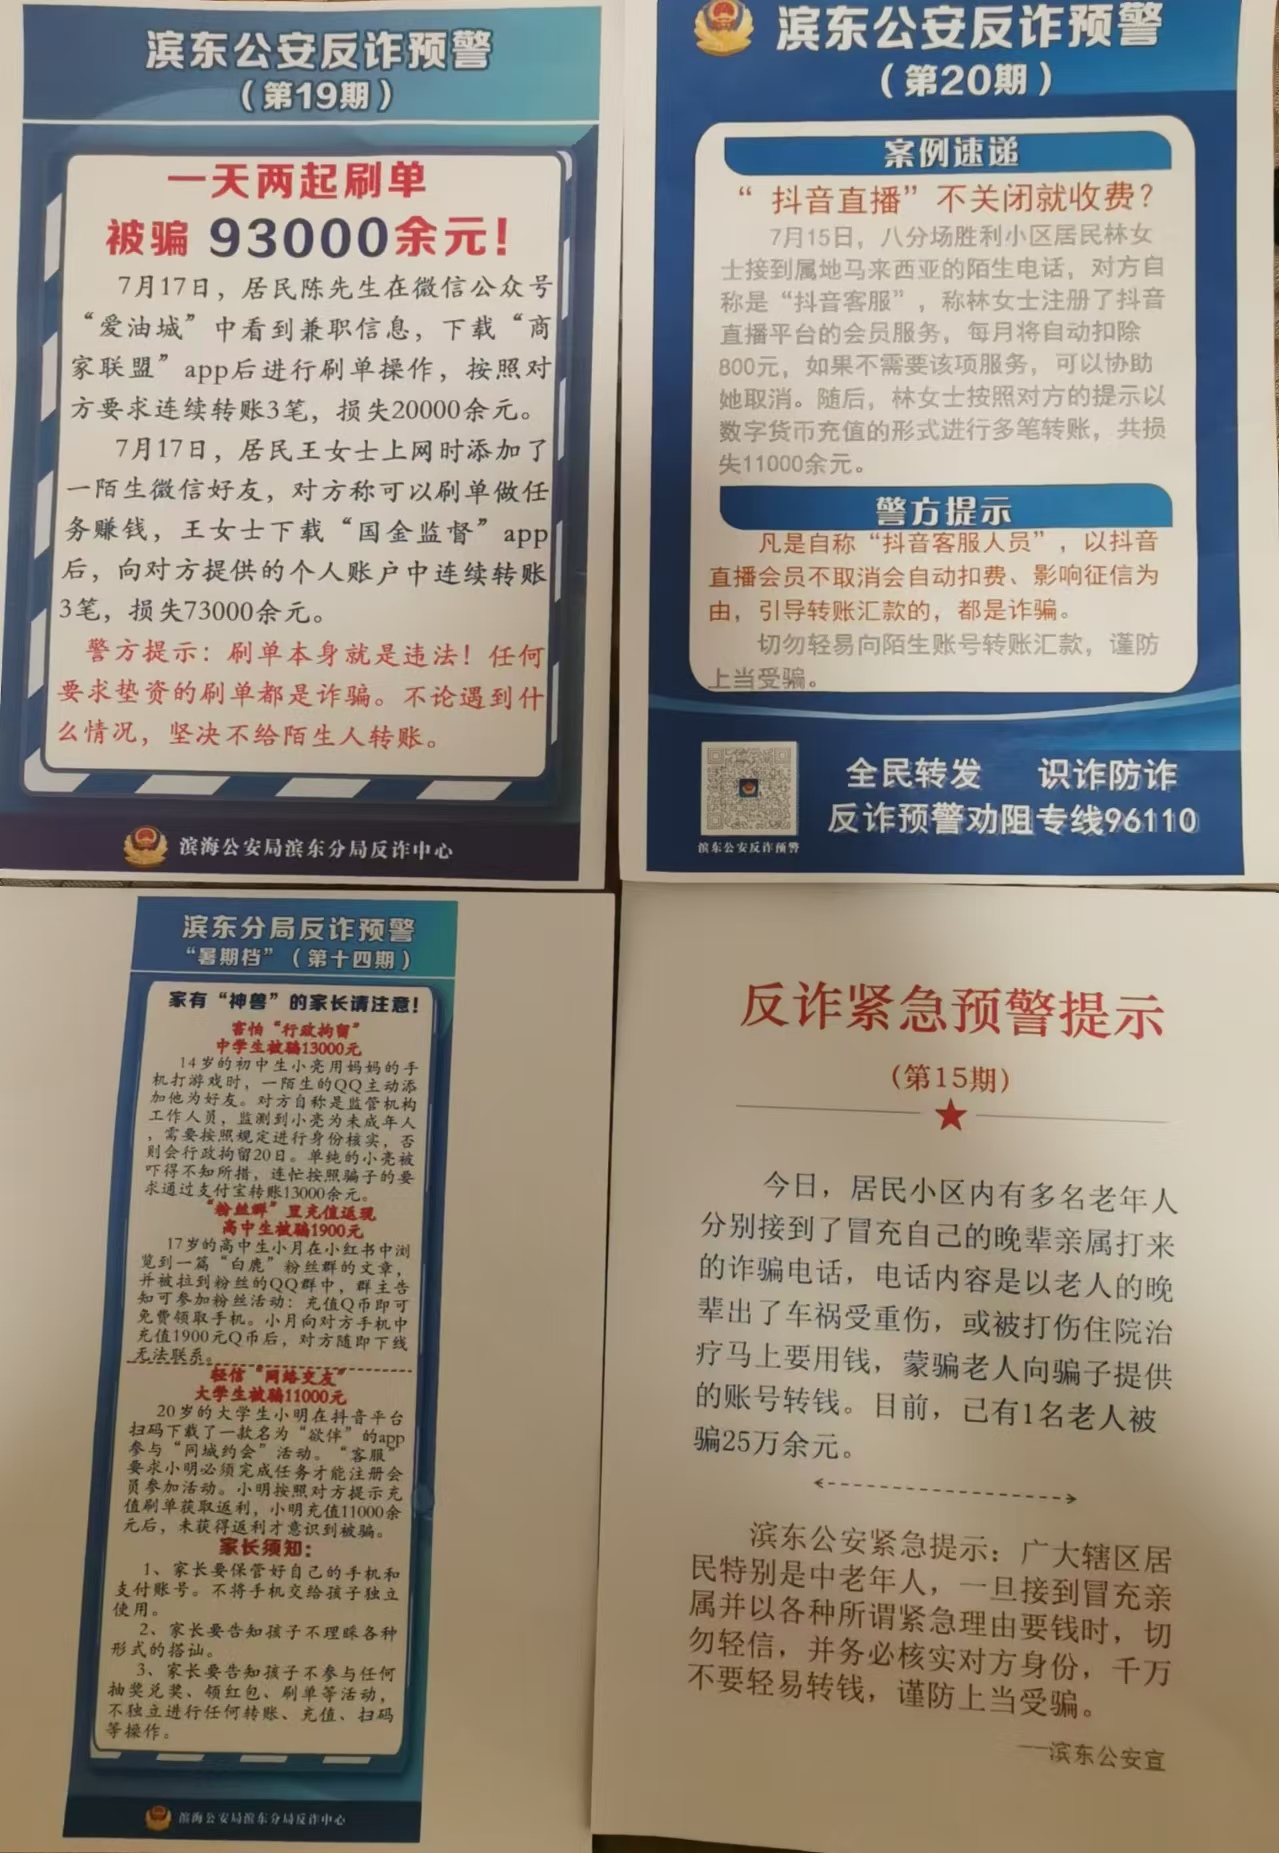 滨东公安反诈预警
（第19期）
一天两起刷单
被骗 93000余元！
7月17日，居民陈先生在微信公众号
“爱油城”中看到兼职信息，下载“商
家联盟”app后进行刷单操作，按照对
方要求连续转账3笔，损失20000余元。
7月17日，居民王女士上网时添加了
一陌生微信好友，对方称可以刷单做任
务赚钱，王女士下载“国金监督”app
后，向对方提供的个人账户中连续转账
3笔，损失73000余元。
警方提示：刷单本身就是违法！任何
要求垫资的刷单都是诈骗。不论遇到什
么情况，坚决不给陌生人转账。
滨海公安局滨东分局反诈中心
滨东公安反诈预警
（第20期）
案例速递
“抖音直播”不关闭就收费？
7月15日，八分场胜利小区居民林女
士接到属地马来西亚的陌生电话，对方自
称是“抖音客服”，称林女士注册了抖音
直播平台的会员服务，每月将自动扣除
800元，如果不需要该项服务，可以协助
她取消。随后，林女士按照对方的提示以
数字货币充值的形式进行多笔转账，共损
失11000余元。
警方提示
凡是自称“抖音客服人员”，以抖音
直播会员不取消会自动扣费、影响征信为
由，引导转账汇款的，都是诈骗。
切勿轻易向陌生账号转账汇款，谨防
上当受骗。
滨东公安反诈预警
全民转发 识诈防诈
反诈预警劝阻专线96110
滨东分局反诈预警
“暑期档”（第十四期）
家有“神兽”的家长请注意！
害怕“行政拘留”
中学生被骗13000元
14岁的初中生小亮用妈妈的手
机打游戏时，一陌生的QQ主动添
加他为好友。对方自称是监管机构
工作人员，监测到小亮为未成年人
，需要按照规定进行身份核实，否
则会行政拘留20日。单纯的小亮被
吓得不知所措，连忙按照骗子的要
求通过支付宝转账13000余元。
“粉丝群”里充值返现
高中生被骗1900元
17岁的高中生小月在小红书中浏
览到一篇“白鹿”粉丝群的文章，
并被拉到粉丝的QQ群中，群主告
知可参加粉丝活动：充值Q币即可
免费领取手机。小月向对方手机中
充值1900元Q币后，对方随即下线
无法联系。
轻信“网络交友”
大学生被骗11000元
20岁的大学生小明在抖音平台
扫码下载了一款名为“欲伴”的app
参与“同城约会”活动。“客服”
要求小明必须完成任务才能注册会
员参加活动。小明按照对方提示充
值刷单获取返利，小明充值11000余
元后，未获得返利才意识到被骗。
家长须知：
1、家长要保管好自己的手机和
支付账号。不将手机交给孩子独立
使用。
2、家长要告知孩子不理睬各种
形式的搭讪。
3、家长要告知孩子不参与任何
抽奖兑奖、领红包、刷单等活动，
不独立进行任何转账、充值、扫码
等操作。
滨海公安局滨东分局反诈中心
反诈紧急预警提示
（第15期）
今日，居民小区内有多名老年人
分别接到了冒充自己的晚辈亲属打来
的诈骗电话，电话内容是以老人的晚
辈出了车祸受重伤，或被打伤住院治
疗马上要用钱，蒙骗老人向骗子提供
的账号转钱。目前，已有1名老人被
骗25万余元。
滨东公安紧急提示：广大辖区居
民特别是中老年人，一旦接到冒充亲
属并以各种所谓紧急理由要钱时，切
勿轻信，并务必核实对方身份，千万
不要轻易转钱，谨防上当受骗。
——滨东公安宣